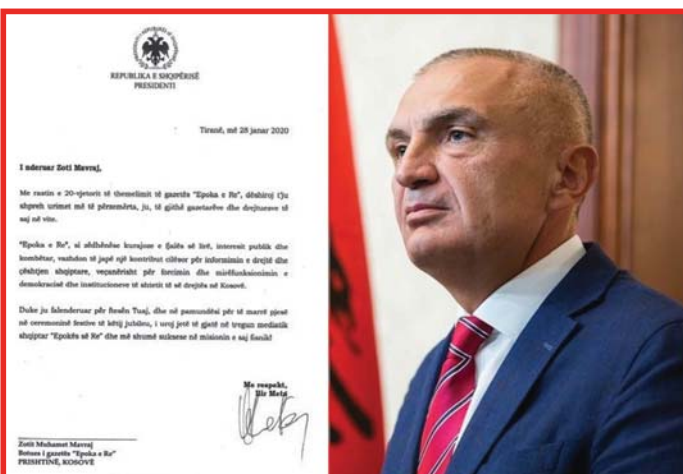 REPUBLIKA E SHQIPËRISË
PRESIDENTI
Tiranë, më 28 janar 2020
I nderuar Zoti Mavraj,
Me rastin e 20-vjetorit të themelimit të gazetës "Epoka e Re", dëshiroj t'ju
shpreh urimet më të përzemërta, ju, të gjithë gazetarëve dhe drejtuesve të
saj në vite.
"Epoka e Re", si zëdhënëse kurajoze e fjalës së lirë, interesit publik dhe
kombëtar, vazhdon të japë një kontribut cilësor për informimin e drejtë dhe
çështjen shqiptare, veçanërisht për forcimin dhe mirëfunksionimin e
demokracisë dhe institucioneve të shtetit të së drejtës në Kosovë.
Duke ju falenderuar për ftesën Tuaj, dhe në pamundësi për të marrë pjesë
në ceremoninë festive të këtij jubileu, i uroj jetë të gjatë në tregun mediatik
shqiptar "Epokës së Re" dhe më shumë suksese në misionin e saj fisnik!
Me respekt,
Ilir Meta
Zotit Muhamet Mavraj
Botues i gazetës "Epoka e Re"
PRISHTINË, KOSOVË